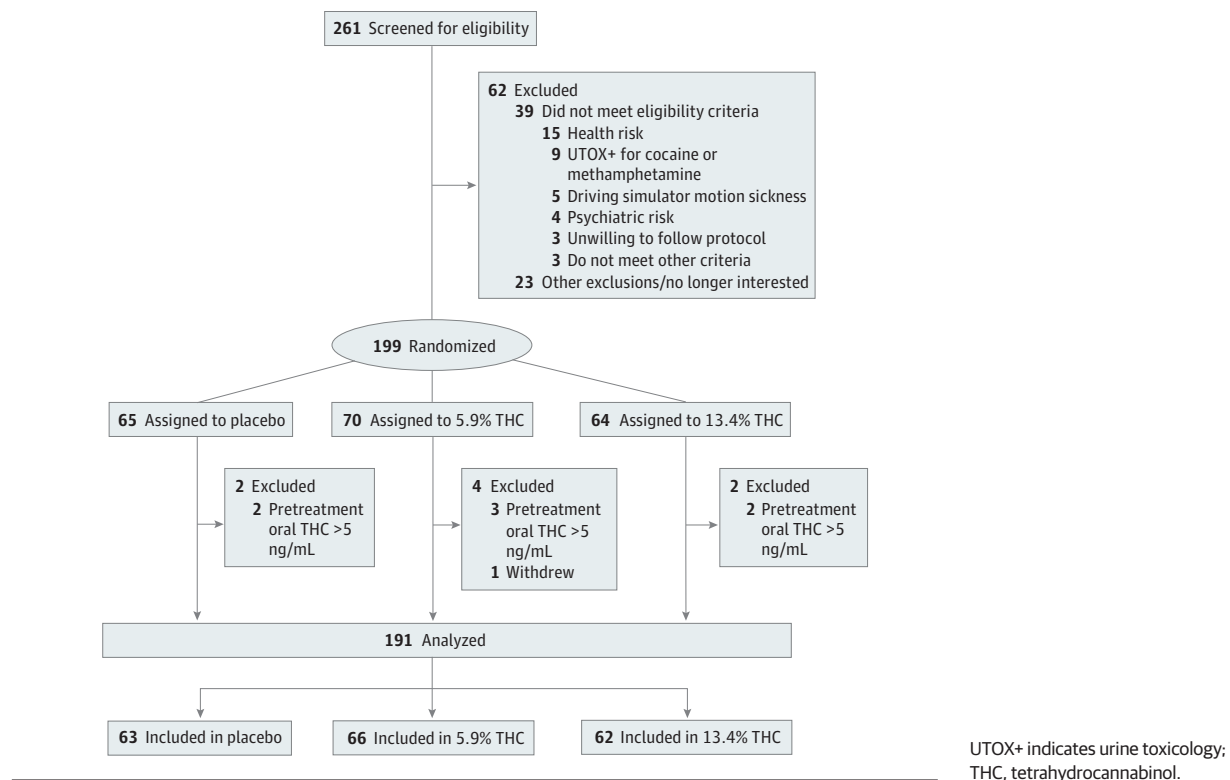 261 Screened for eligibility
62 Excluded
39 Did not meet eligibility criteria
15 Health risk
9 UTOX+ for cocaine or
methamphetamine
5 Driving simulator motion sickness
4 Psychiatric risk
3 Unwilling to follow protocol
3 Do not meet other criteria
23 Other exclusions/no longer interested
199 Randomized
65 Assigned to placebo
70 Assigned to 5.9% THC
64 Assigned to 13.4% THC
2 Excluded
2 Pretreatment
oral THC >5
ng/mL
4 Excluded
3 Pretreatment
oral THC >5
ng/mL
1 Withdrew
2 Excluded
2 Pretreatment
oral THC >5
ng/mL
191 Analyzed
63 Included in placebo
66 Included in 5.9% THC
62 Included in 13.4% THC
UTOX+ indicates urine toxicology;
THC, tetrahydrocannabinol.